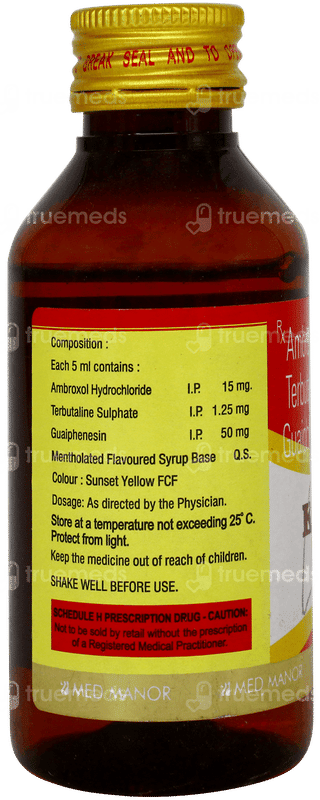 BREAK SEAL AND TO
Composition :
Each 5 ml contains :
Ambroxol Hydrochloride I.P. 15 mg.
Terbutaline Sulphate I.P. 1.25 mg
Guaiphenesin I.P. 50 mg
Mentholated Flavoured Syrup Base Q.S.
Colour : Sunset Yellow FCF
Dosage: As directed by the Physician.
Store at a temperature not exceeding 25°C.
Protect from light.
Keep the medicine out of reach of children.
SHAKE WELL BEFORE USE.
SCHEDULE H PRESCRIPTION DRUG - CAUTION:
Not to be sold by retail without the prescription
of a Registered Medical Practitioner.
MED MANOR
MED MANOR
Rx
truemeds